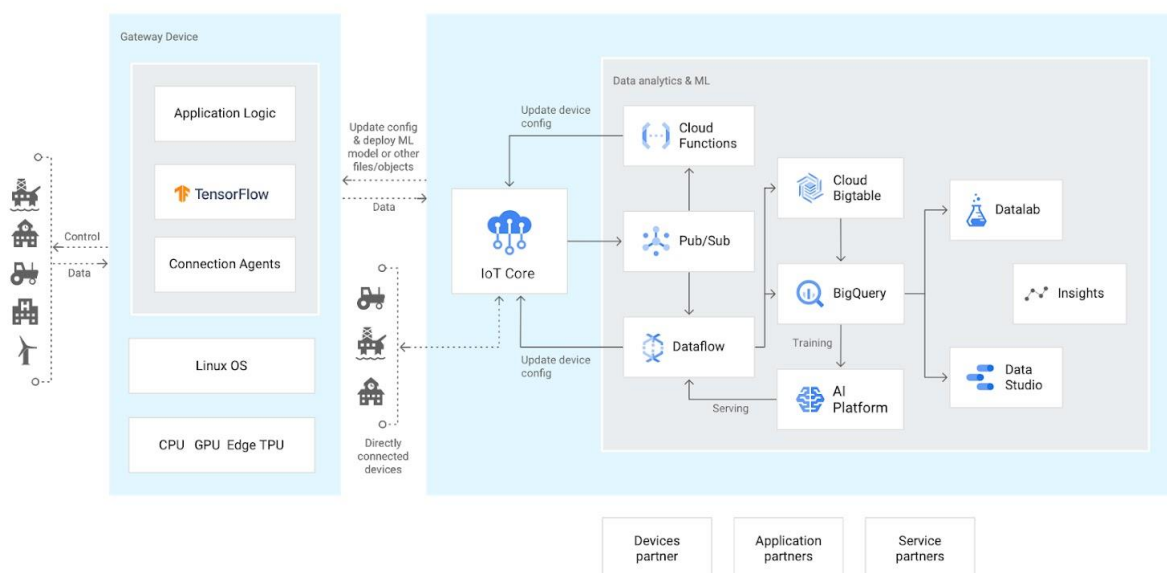 Gateway Device
Application Logic
TensorFlow
Connection Agents
Linux OS
CPU GPU Edge TPU
Control
Data
Update config
& deploy ML
model or other
files/objects
Data
Directly
connected
devices
IoT Core
Update device
config
Update device
config
Data analytics & ML
Cloud
Functions
Pub/Sub
Dataflow
Cloud
Bigtable
BigQuery
Training
AI
Platform
Serving
Datalab
Insights
Data
Studio
Devices
partner
Application
partners
Service
partners